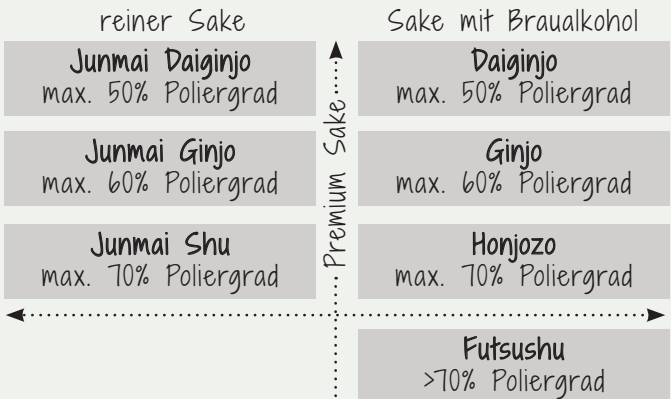 reiner Sake
Sake mit Braualkohol
Junmai Daiginjo
max. 50% Poliergrad
Daiginjo
max. 50% Poliergrad
Junmai Ginjo
max. 60% Poliergrad
Ginjo
max. 60% Poliergrad
Junmai Shu
max. 70% Poliergrad
Honjozo
max. 70% Poliergrad
Premium Sake
Futsushu
>70% Poliergrad